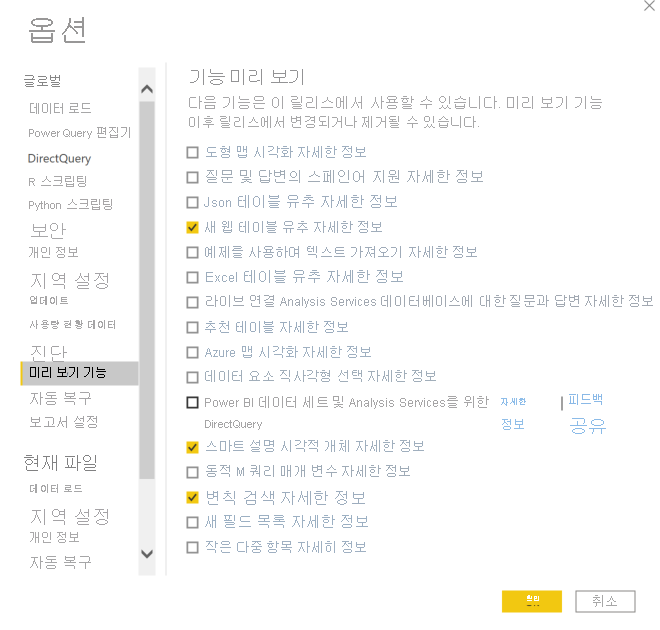 옵션
글로벌
데이터 로드
Power Query 편집기
DirectQuery
R 스크립팅
Python 스크립팅
보안
개인 정보
지역 설정
업데이트
사용량 현황 데이터
진단
미리 보기 기능
자동 복구
보고서 설정
현재 파일
데이터 로드
지역 설정
개인 정보
자동 복구
기능 미리 보기
다음 기능은 이 릴리스에서 사용할 수 있습니다. 미리 보기 기능
이후 릴리스에서 변경되거나 제거될 수 있습니다.
도형 맵 시각화 자세한 정보
질문 및 답변의 스페인어 지원 자세한 정보
Json 테이블 유추 자세한 정보
새 웹 테이블 유추 자세한 정보
예제를 사용하여 텍스트 가져오기 자세한 정보
Excel 테이블 유추 자세한 정보
라이브 연결 Analysis Services 데이터베이스에 대한 질문과 답변 자세한 정보
추천 테이블 자세한 정보
Azure 맵 시각화 자세한 정보
데이터 요소 직사각형 선택 자세한 정보
Power BI 데이터 세트 및 Analysis Services를 위한 자세한 | 피드백
DirectQuery 정보 공유
스마트 설명 시각적 개체 자세한 정보
동적 M 쿼리 매개 변수 자세한 정보
변칙 검색 자세한 정보
새 필드 목록 자세한 정보
작은 다중 항목 자세히 정보
취소